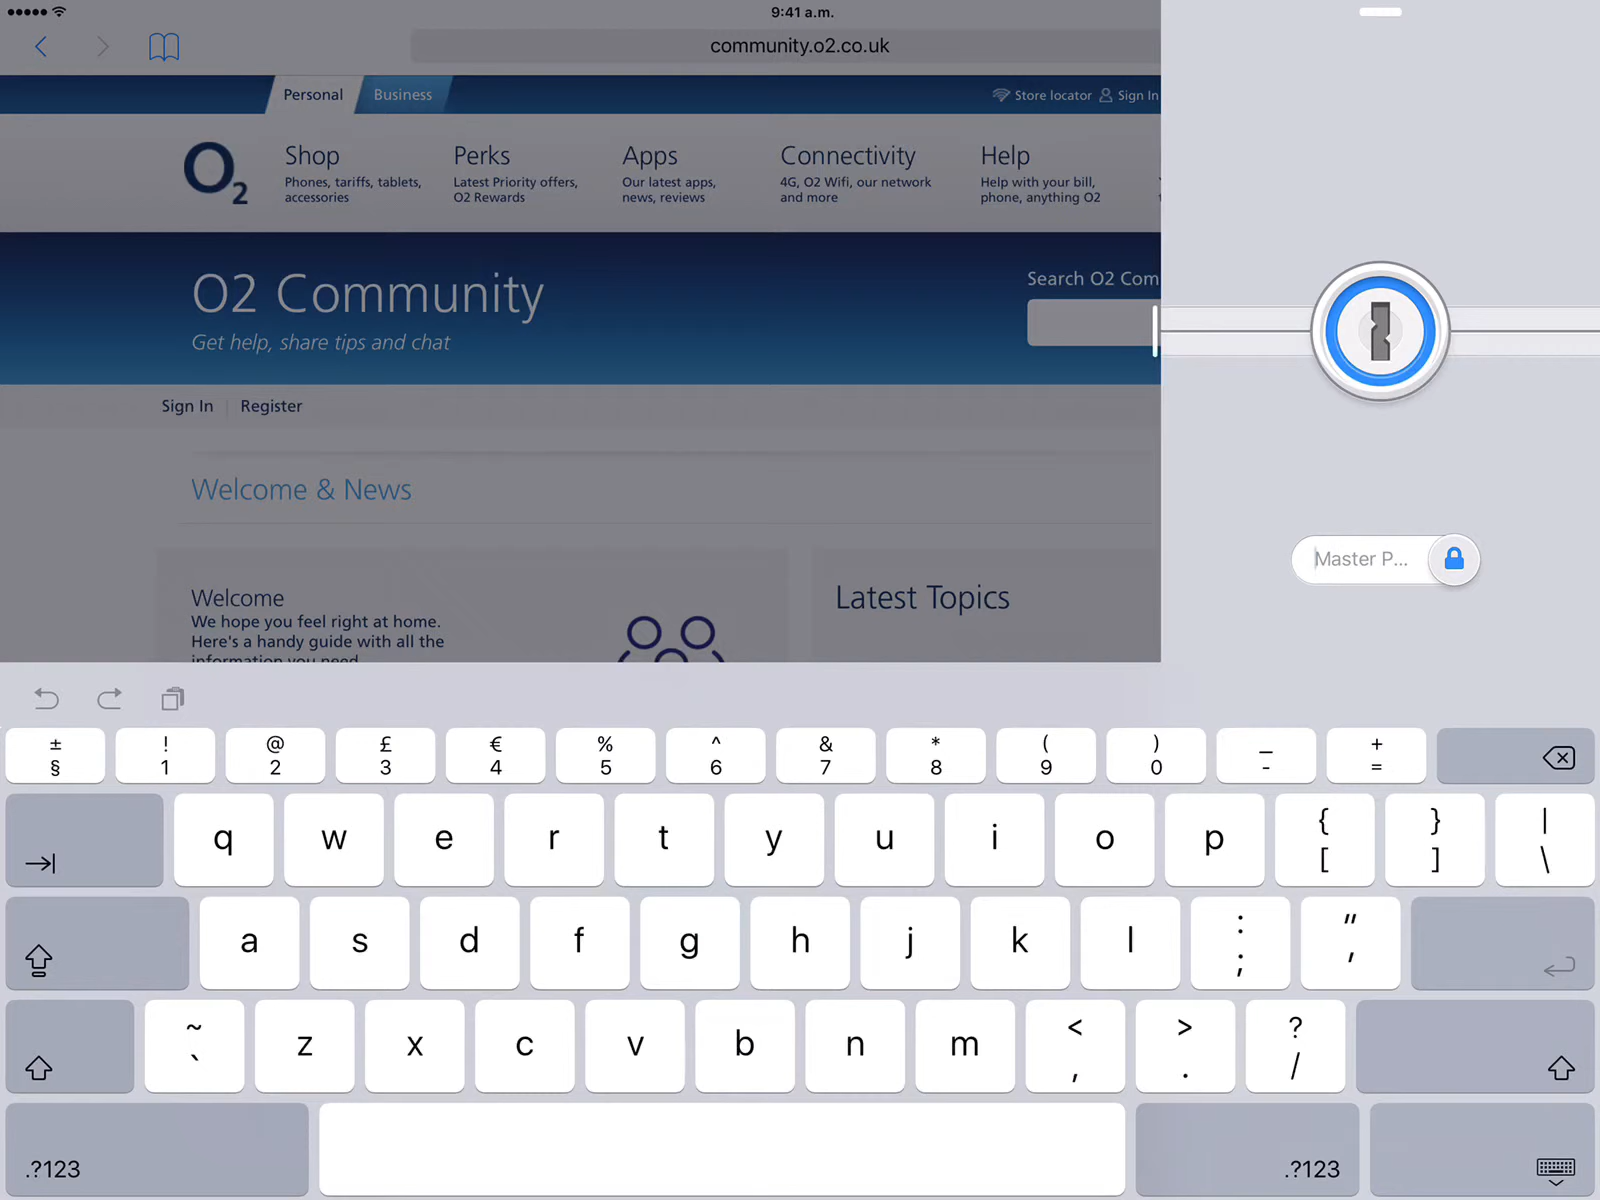 9:41 a.m.
community.o2.co.uk
Personal
Business
Store locator
Sign In
O2
Shop
Phones, tariffs, tablets,
accessories
Perks
Latest Priority offers,
O2 Rewards
Apps
Our latest apps,
news, reviews
Connectivity
4G, O2 Wifi, our network
and more
Help
Help with your bill,
phone, anything O2
O2 Community
Get help, share tips and chat
Search O2 Com
Sign In
Register
Welcome & News
Welcome
We hope you feel right at home.
Here's a handy guide with all the
information you need
Latest Topics
Master P...
± ! @ £ € % ^ & * ( ) _ +
§ 1 2 3 4 5 6 7 8 9 0 - =
q w e r t y u i o p { } |
[ ] \
a s d f g h j k l : "
; '
~ z x c v b n m < > ?
` , . /
.?123
.?123